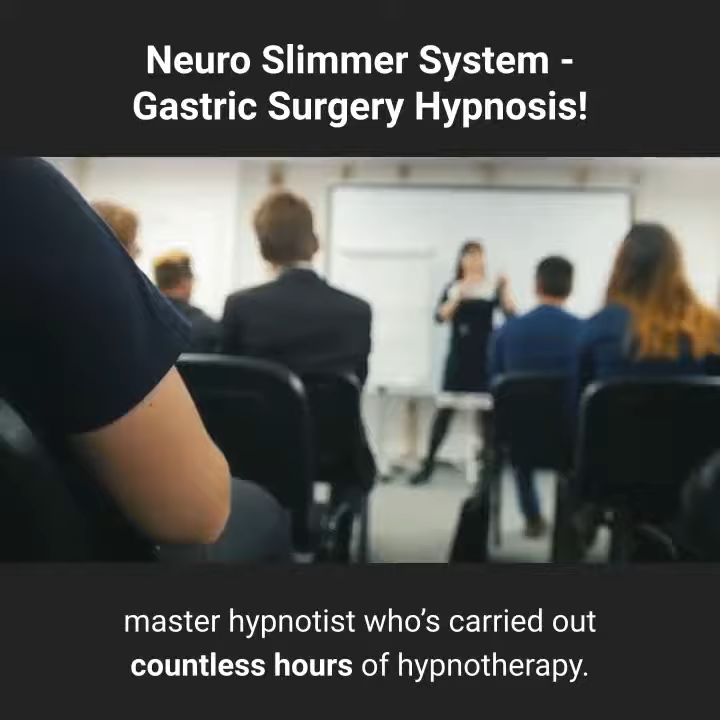 Neuro Slimmer System -
Gastric Surgery Hypnosis!
master hypnotist who’s carried out
countless hours of hypnotherapy.